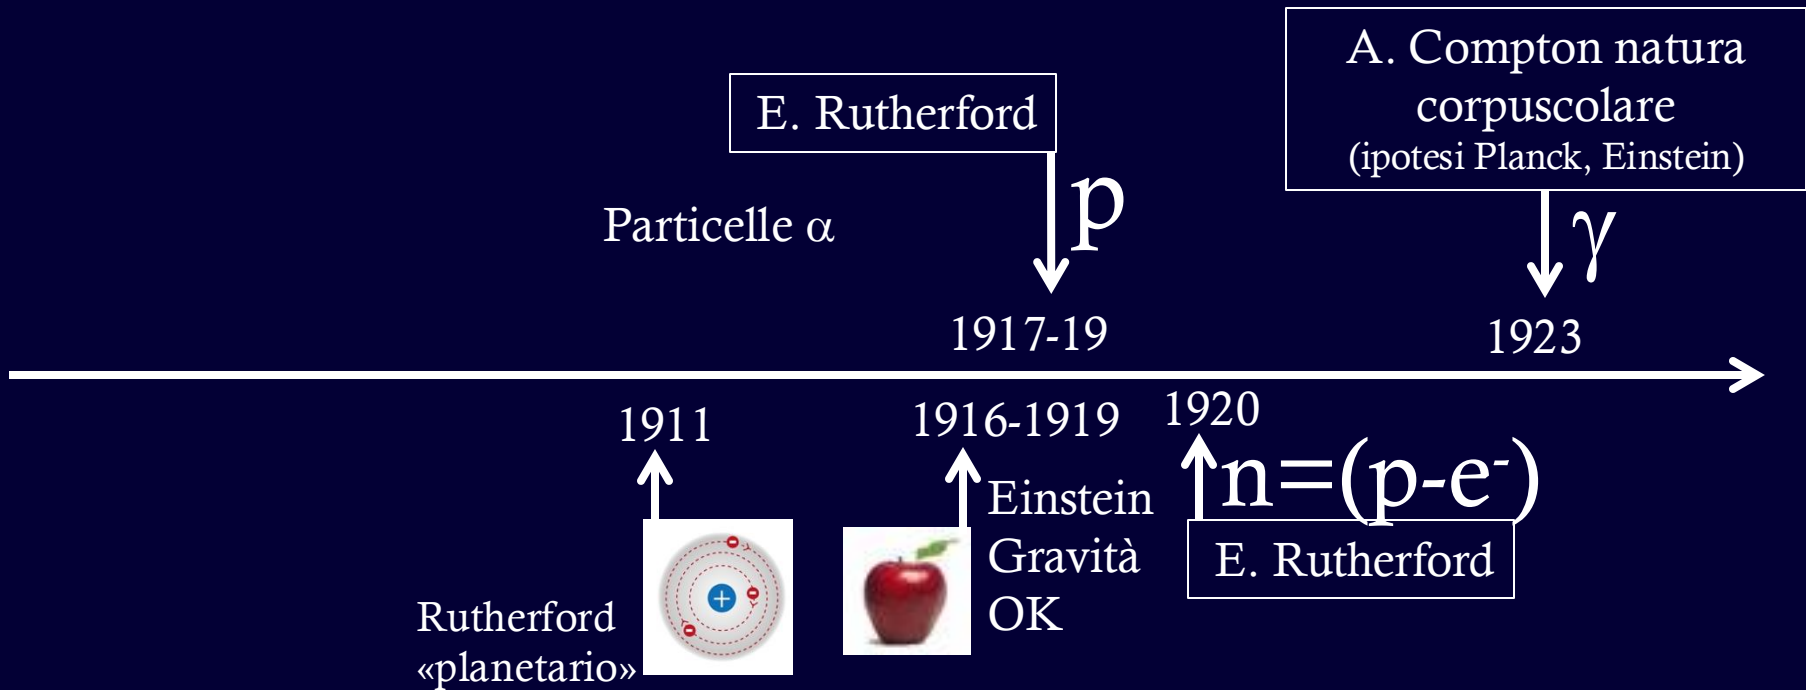 A. Compton natura
corpuscolare
(ipotesi Planck, Einstein)
E. Rutherford
p
γ
Particelle α
1917-19
1923
1911
1916-1919
1920
n=(p-e⁻)
Einstein
Gravità
OK
E. Rutherford
Rutherford
«planetario»
+